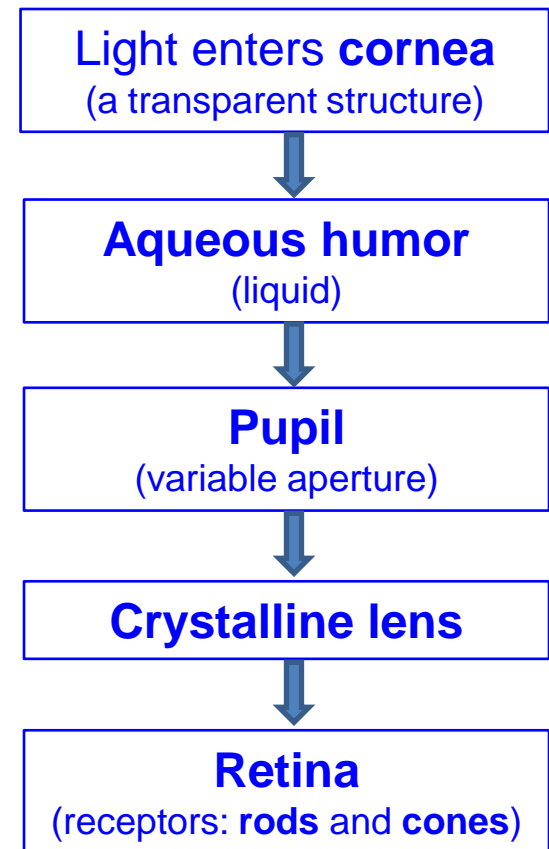 Light enters cornea
(a transparent structure)
Aqueous humor
(liquid)
Pupil
(variable aperture)
Crystalline lens
Retina
(receptors: rods and cones)